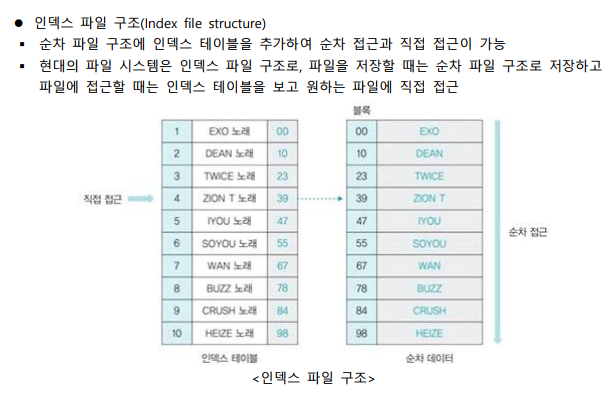 ● 인덱스 파일 구조(Index file structure)
▪ 순차 파일 구조에 인덱스 테이블을 추가하여 순차 접근과 직접 접근이 가능
▪ 현대의 파일 시스템은 인덱스 파일 구조로, 파일을 저장할 때는 순차 파일 구조로 저장하고
파일에 접근할 때는 인덱스 테이블을 보고 원하는 파일에 직접 접근
블록
1 EXO 노래 00 00 EXO
2 DEAN 노래 10 10 DEAN
3 TWICE 노래 23 23 TWICE
직접 접근 4 ZION T 노래 39 39 ZION T
5 IYOU 노래 47 47 IYOU
순차 접근
6 SOYOU 노래 55 55 SOYOU
7 WAN 노래 67 67 WAN
8 BUZZ 노래 78 78 BUZZ
9 CRUSH 노래 84 84 CRUSH
10 HEIZE 노래 98 98 HEIZE
인덱스 테이블 순차 데이터
<인덱스 파일 구조>